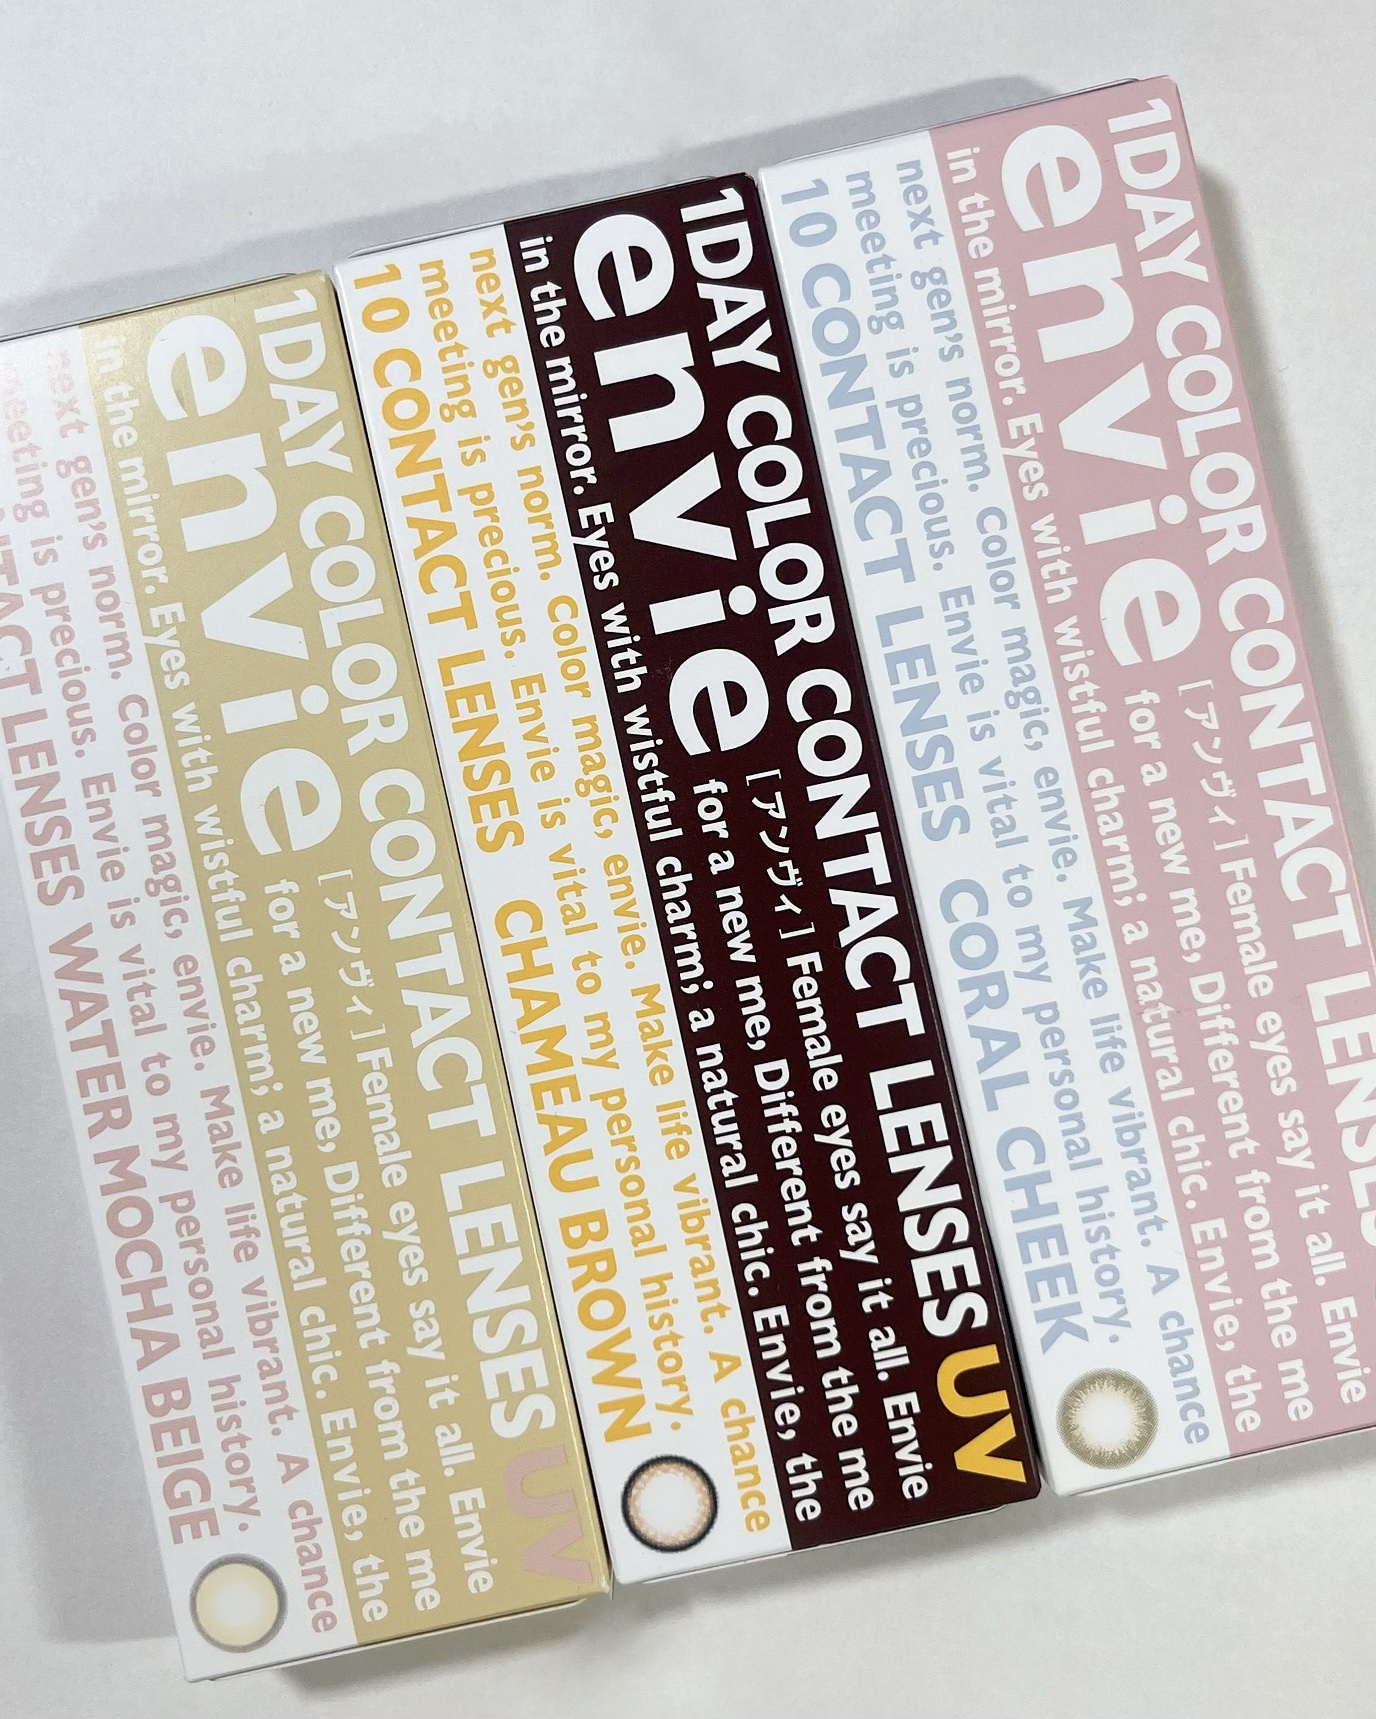 1DAY COLOR CONTACT LENSES UV
envie
[アンヴィ] Female eyes say it all. Envie
for a new me, Different from the me
in the mirror. Eyes with wistful charm; a natural chic. Envie, the
next gen's norm. Color magic, envie. Make life vibrant. A chance
meeting is precious. Envie is vital to my personal history.
LENSES WATER MOCHA BEIGE
1DAY COLOR CONTACT LENSES UV
envie
[アンヴィ] Female eyes say it all. Envie
for a new me, Different from the me
in the mirror. Eyes with wistful charm; a natural chic. Envie, the
next gen's norm. Color magic, envie. Make life vibrant. A chance
meeting is precious. Envie is vital to my personal history.
10 CONTACT LENSES CHAMEAU BROWN
1DAY COLOR CONTACT LENSES
envie
[アンヴィ] Female eyes say it all. Envie
for a new me, Different from the me
in the mirror. Eyes with wistful charm; a natural chic. Envie, the
next gen's norm. Color magic, envie. Make life vibrant. A chance
meeting is precious. Envie is vital to my personal history.
10 CONTACT LENSES CORAL CHEEK